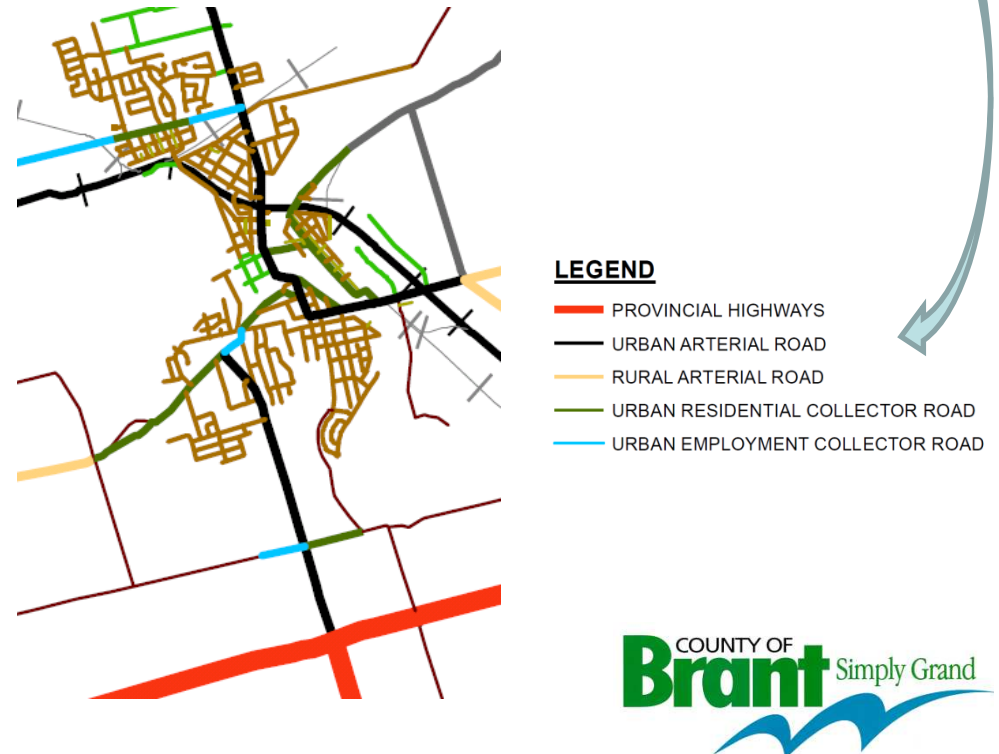 LEGEND
PROVINCIAL HIGHWAYS
URBAN ARTERIAL ROAD
RURAL ARTERIAL ROAD
URBAN RESIDENTIAL COLLECTOR ROAD
URBAN EMPLOYMENT COLLECTOR ROAD
COUNTY OF
Brant Simply Grand